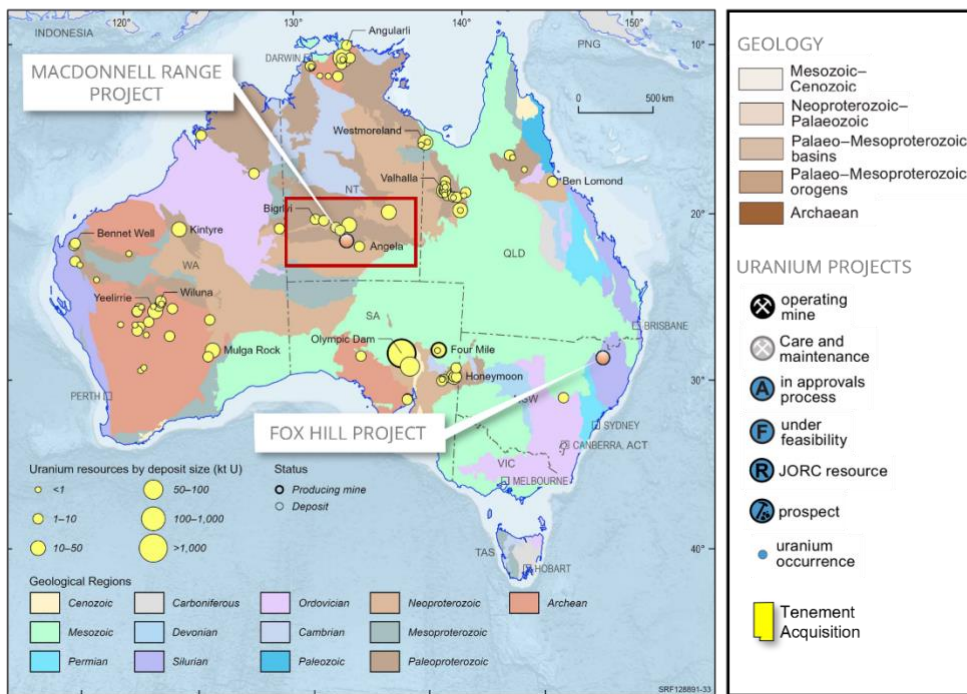 120°
130°
140°
150°
INDONESIA
PNG
10°
Angularli
DARWIN
MACDONNELL RANGE
PROJECT
0 500 km
Westmoreland
Valhalla
NT
Ben Lomond
Bigrlyi
20°
Bennet Well
Kintyre
Angela
QLD
WA
Yeelirrie
Wiluna
SA
Olympic Dam
BRISBANE
Mulga Rock
Four Mile
Honeymoon
30°
PERTH
NSW
FOX HILL PROJECT
SYDNEY
CANBERRA, ACT
VIC
MELBOURNE
Uranium resources by deposit size (kt U)
<1
1–10
10–50
50–100
100–1,000
>1,000
Status
Producing mine
Deposit
40°
TAS
HOBART
Geological Regions
Cenozoic
Carboniferous
Ordovician
Neoproterozoic
Archean
Mesozoic
Devonian
Cambrian
Mesoproterozoic
Permian
Silurian
Paleozoic
Paleoproterozoic
SRF128891-33
GEOLOGY
Mesozoic–
Cenozoic
Neoproterozoic–
Palaeozoic
Palaeo–Mesoproterozoic
basins
Palaeo–Mesoproterozoic
orogens
Archaean
URANIUM PROJECTS
operating
mine
Care and
maintenance
A in approvals
process
F under
feasibility
R JORC resource
prospect
uranium
occurrence
Tenement
Acquisition